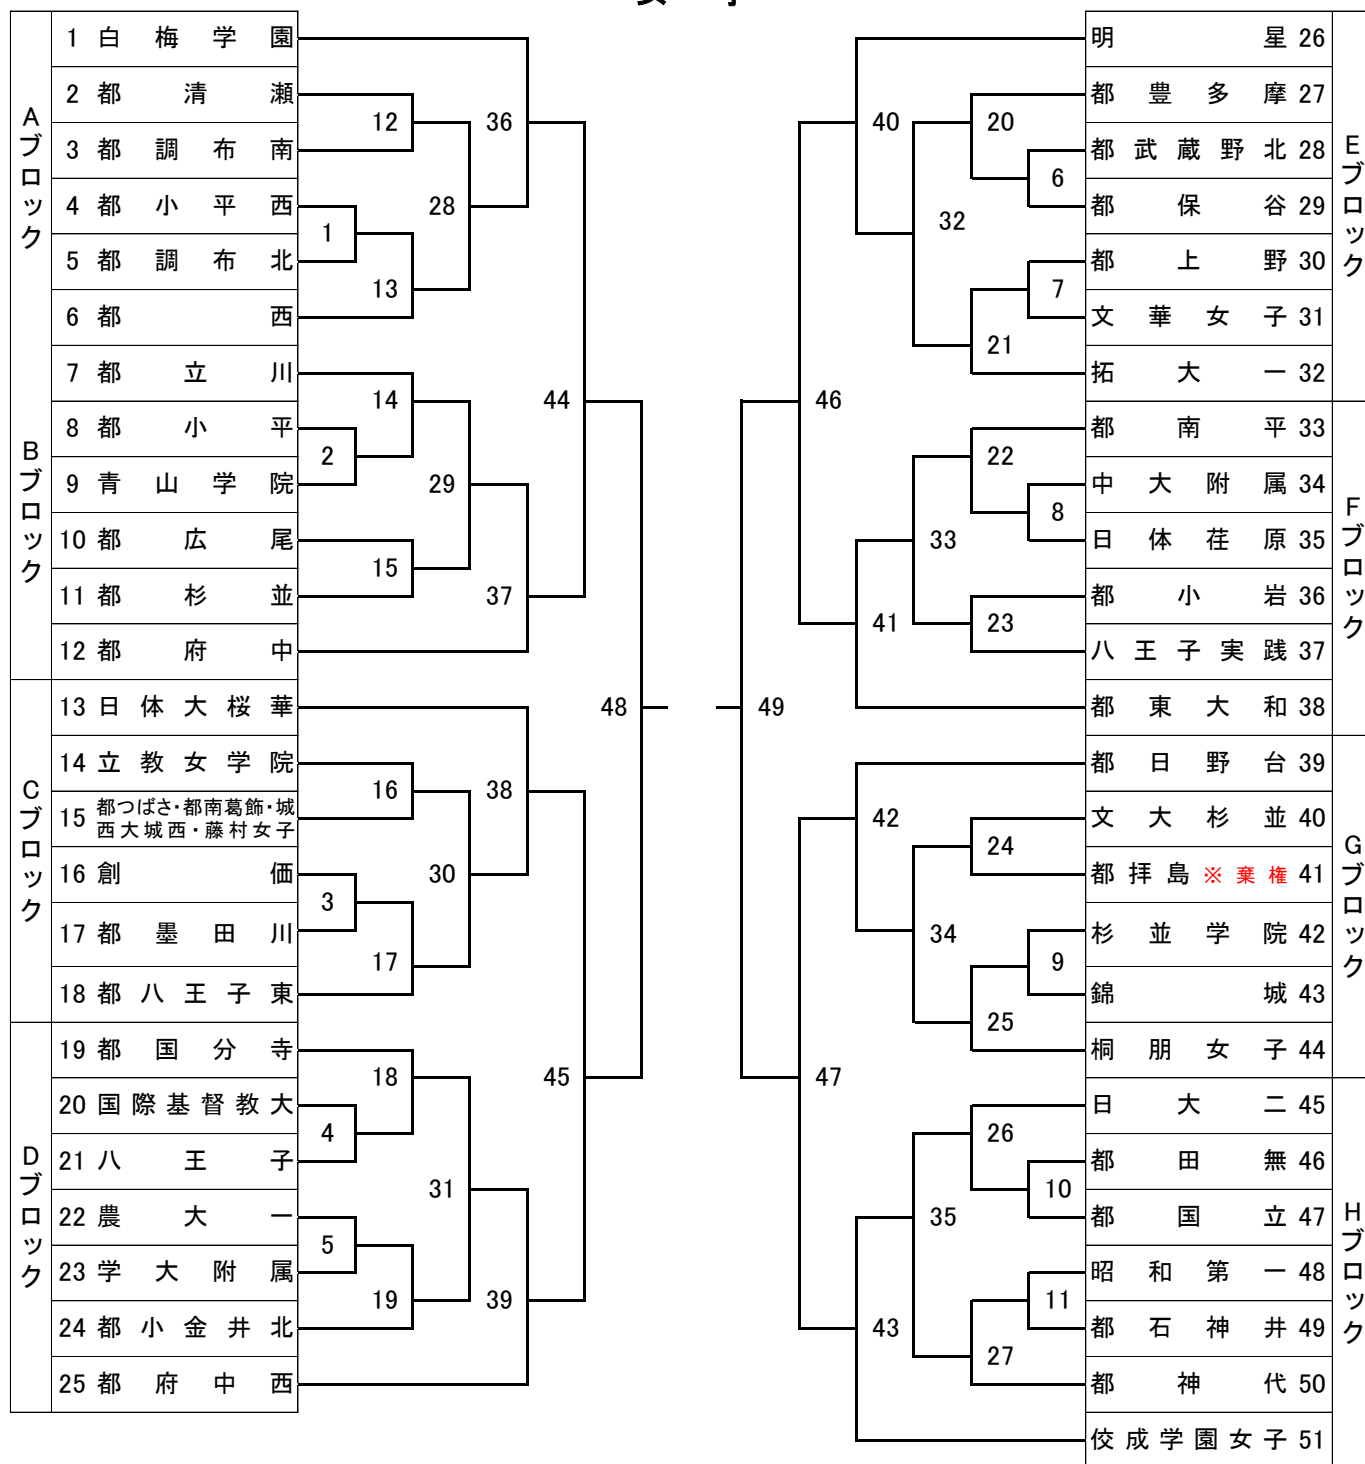 Aブロック
1 白梅学園
2 都清瀬
3 都調布南
4 都小平西
5 都調布北
6 都西
Bブロック
7 都立川
8 都小平
9 青山学院
10 都広尾
11 都杉並
12 都府中
Cブロック
13 日体大桜華
14 立教女学院
15 都つばさ・都南葛飾・城
西大城西・藤村女子
16 創価
17 都墨田川
18 都八王子東
Dブロック
19 都国分寺
20 国際基督教大
21 八王子
22 農大一
23 学大附属
24 都小金井北
25 都府中西
12
36
1
28
13
14
2
29
15
37
44
16
38
3
30
17
18
4
31
5
19
39
45
48
49
40
20
6
32
7
21
46
22
8
33
23
41
42
24
34
9
25
47
26
10
35
11
27
43
Eブロック
明星 26
都豊多摩 27
都武蔵野北 28
都保谷 29
都上野 30
文華女子 31
拓大一 32
Fブロック
都南平 33
中大附属 34
日体荏原 35
都小岩 36
八王子実践 37
都東大和 38
Gブロック
都日野台 39
文大杉並 40
都拝島※棄権 41
杉並学院 42
錦城 43
桐朋女子 44
Hブロック
日大二 45
都田無 46
都国立 47
昭和第一 48
都石神井 49
都神代 50
佼成学園女子 51